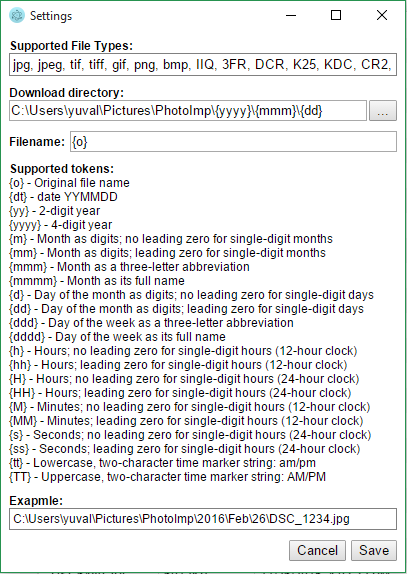 Settings
Supported File Types:
jpg, jpeg, tif, tiff, gif, png, bmp, IIQ, 3FR, DCR, K25, KDC, CR2,
Download directory:
C:\Users\yuval\Pictures\PhotoImp\{yyyy}\{mmm}\{dd}
...
Filename: {o}
Supported tokens:
{o} - Original file name
{dt} - date YYMMDD
{yy} - 2-digit year
{yyyy} - 4-digit year
{m} - Month as digits; no leading zero for single-digit months
{mm} - Month as digits; leading zero for single-digit months
{mmm} - Month as a three-letter abbreviation
{mmmm} - Month as its full name
{d} - Day of the month as digits; no leading zero for single-digit days
{dd} - Day of the month as digits; leading zero for single-digit days
{ddd} - Day of the week as a three-letter abbreviation
{dddd} - Day of the week as its full name
{h} - Hours; no leading zero for single-digit hours (12-hour clock)
{hh} - Hours; leading zero for single-digit hours (12-hour clock)
{H} - Hours; no leading zero for single-digit hours (24-hour clock)
{HH} - Hours; leading zero for single-digit hours (24-hour clock)
{M} - Minutes; no leading zero for single-digit hours (12-hour clock)
{MM} - Minutes; leading zero for single-digit hours (12-hour clock)
{s} - Seconds; no leading zero for single-digit hours (24-hour clock)
{ss} - Seconds; leading zero for single-digit hours (24-hour clock)
{tt} - Lowercase, two-character time marker string: am/pm
{TT} - Uppercase, two-character time marker string: AM/PM
Exapmle:
C:\Users\yuval\Pictures\PhotoImp\2016\Feb\26\DSC_1234.jpg
Cancel Save